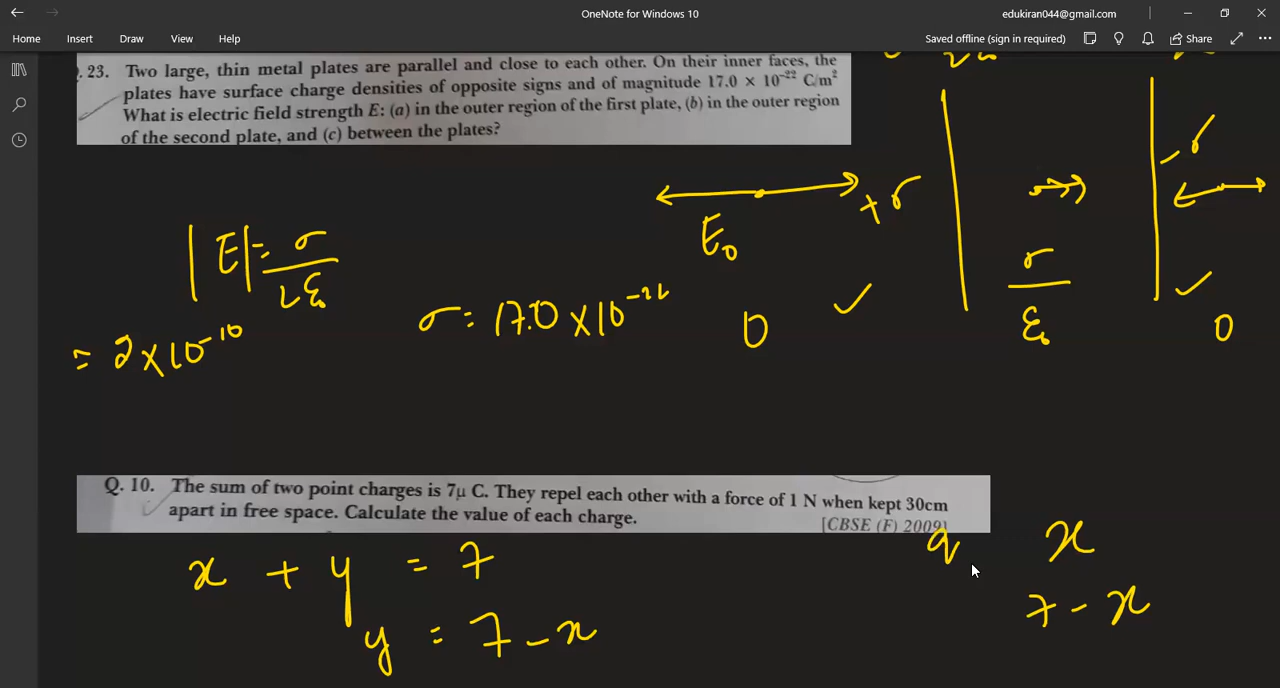 OneNote for Windows 10
edukiran044@gmail.com
Home Insert Draw View Help
Saved offline (sign in required) Share
. 23. Two large, thin metal plates are parallel and close to each other. On their inner faces, the
plates have surface charge densities of opposite signs and of magnitude 17.0 × 10⁻²² C/m²
What is electric field strength E: (a) in the outer region of the first plate, (b) in the outer region
of the second plate, and (c) between the plates?
- σ
+ σ
E₀
|E| = σ / 2ε₀
σ / ε₀
σ = 17.0 × 10⁻²²
0
0
= 2 × 10⁻¹⁰
Q. 10. The sum of two point charges is 7μ C. They repel each other with a force of 1 N when kept 30cm
apart in free space. Calculate the value of each charge.
[CBSE (F) 2009]
x + y = 7
q x
y = 7 - x
7 - x